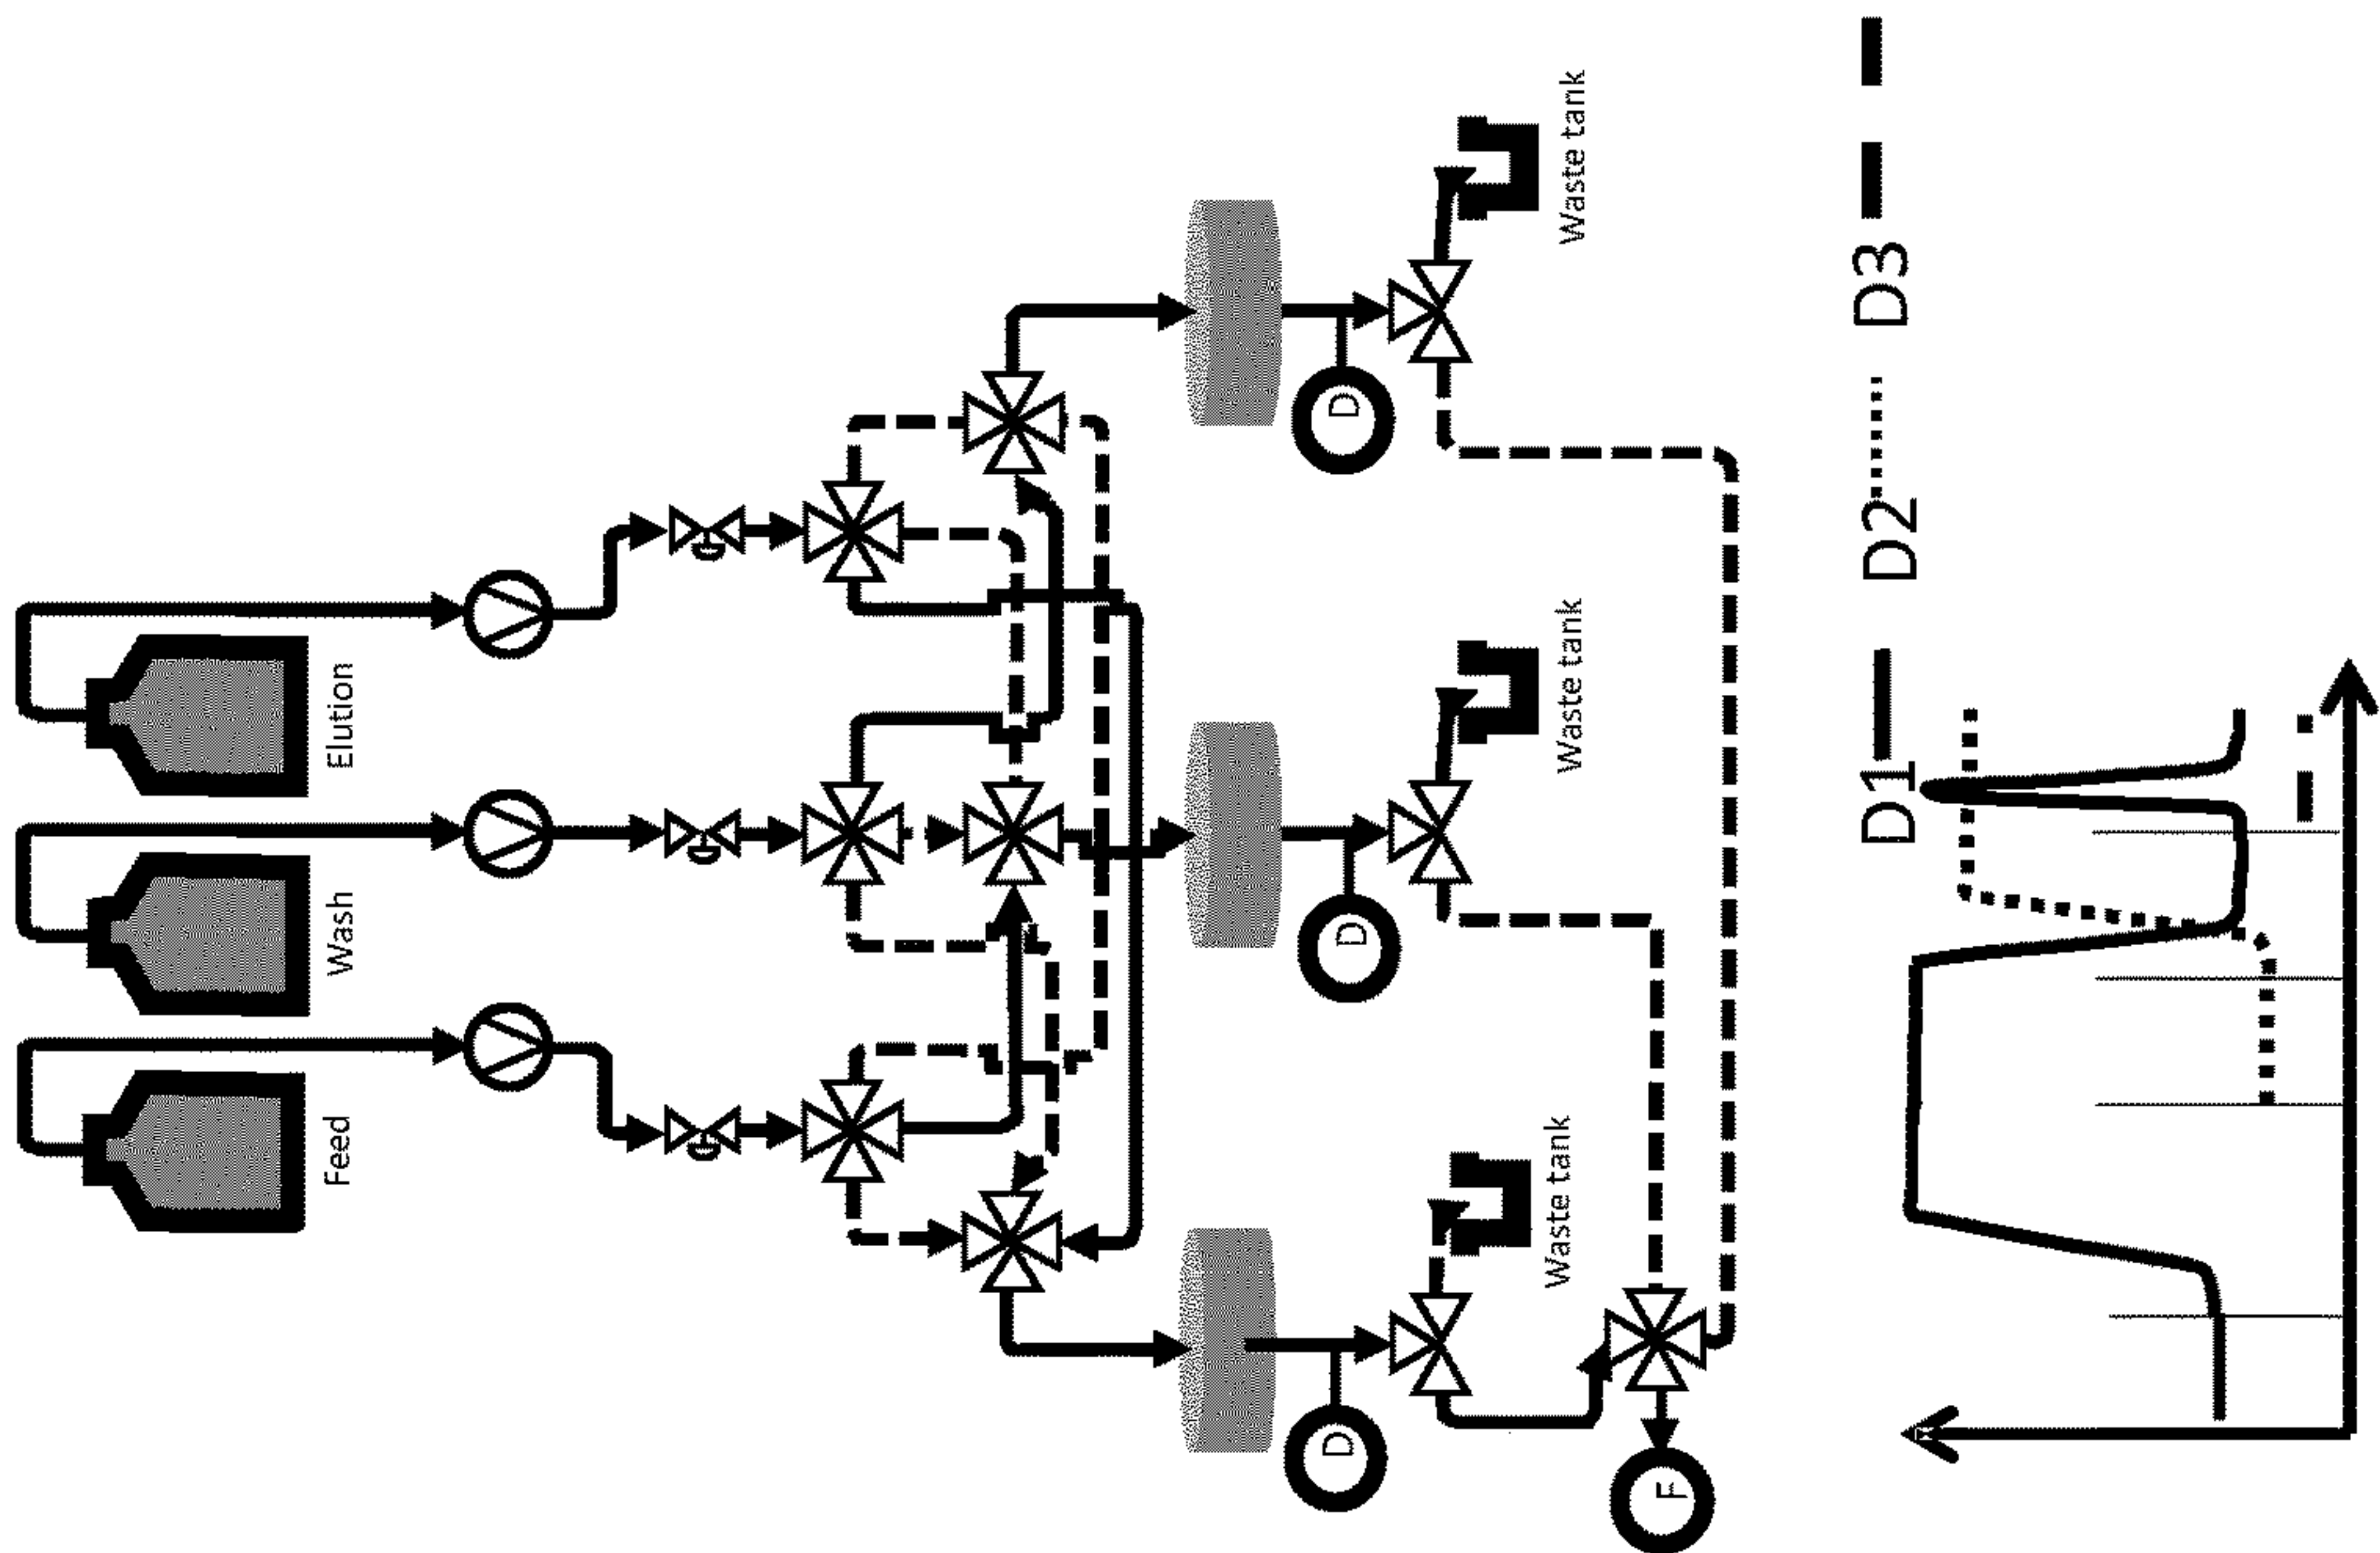 Feed
Wash
Elution
D
D
D
Waste tank
Waste tank
Waste tank
F
D1
D2
D3